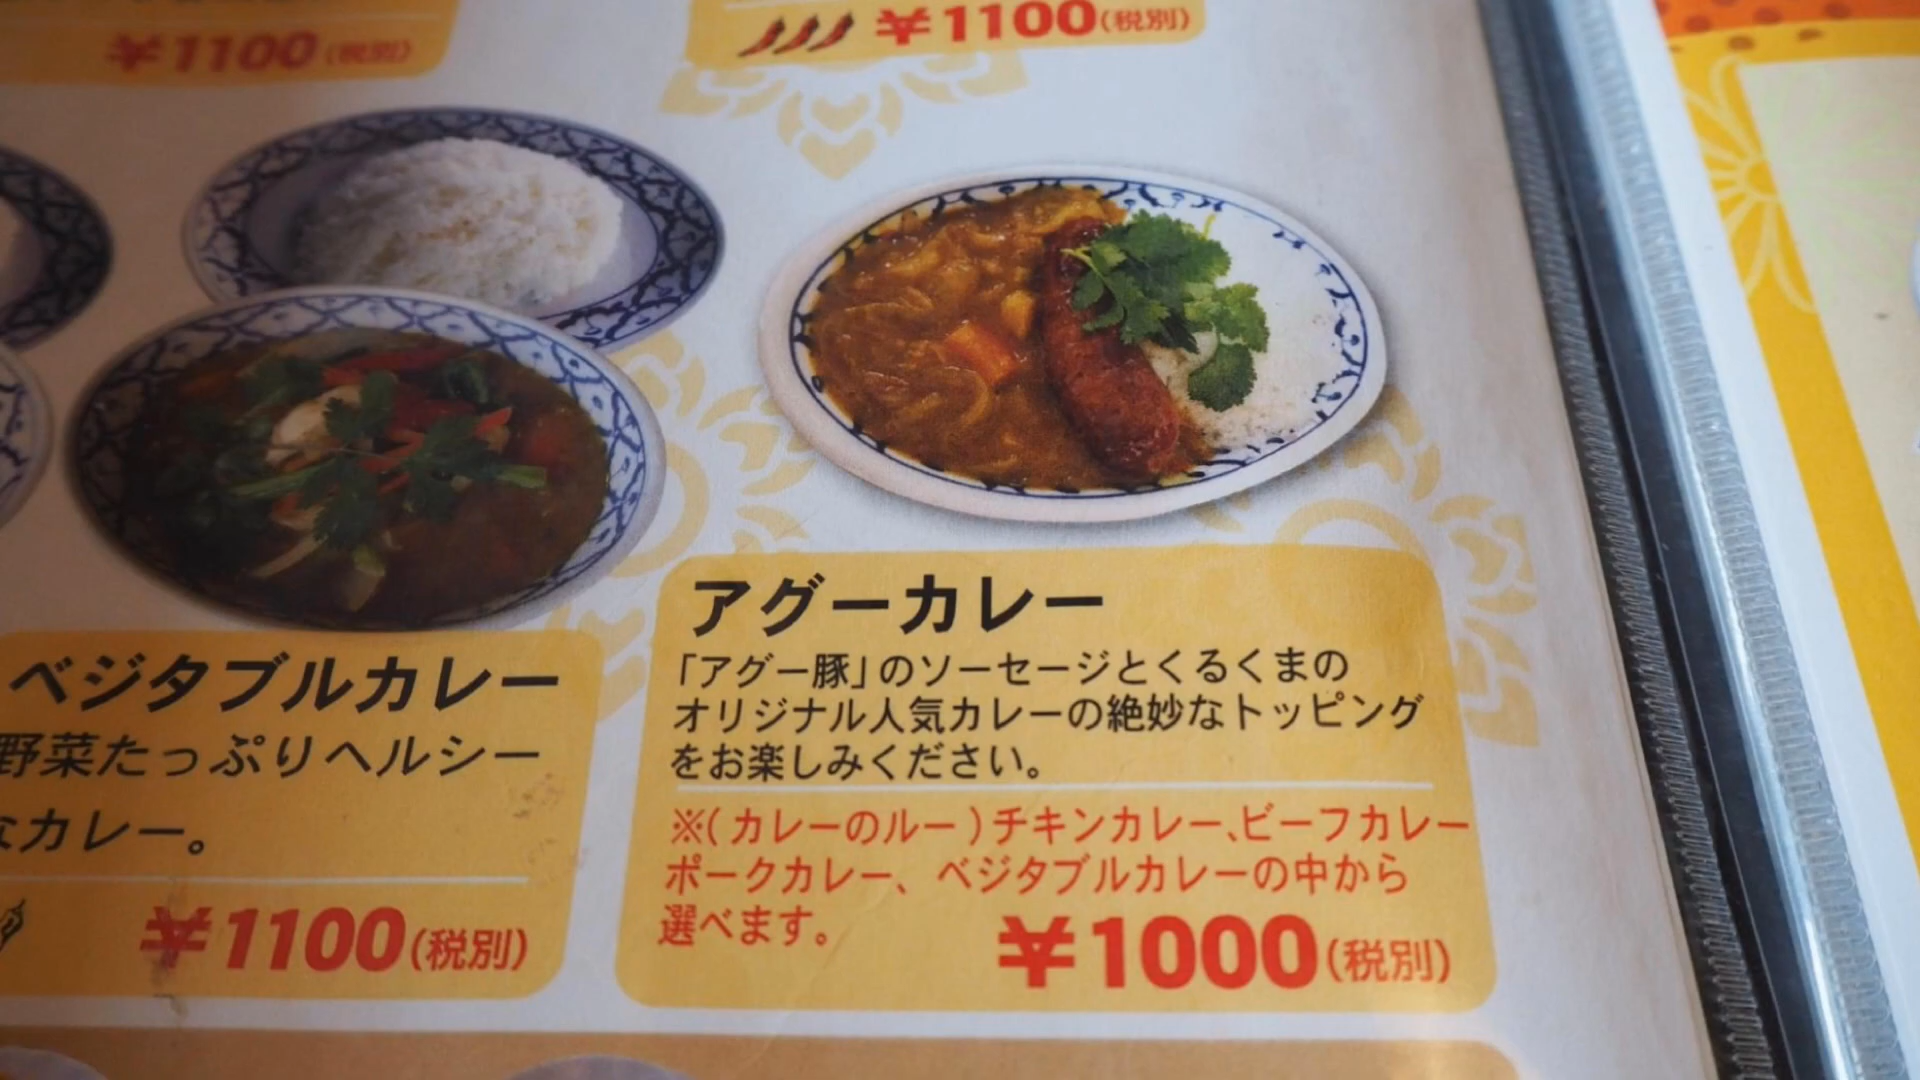 ¥1100(税別)
¥1100(税別)
ベジタブルカレー
野菜たっぷりヘルシー
なカレー。
¥1100(税別)
アグーカレー
「アグー豚」のソーセージとくるくまの
オリジナル人気カレーの絶妙なトッピング
をお楽しみください。
※(カレーのルー)チキンカレー、ビーフカレー
ポークカレー、ベジタブルカレーの中から
選べます。
¥1000(税別)